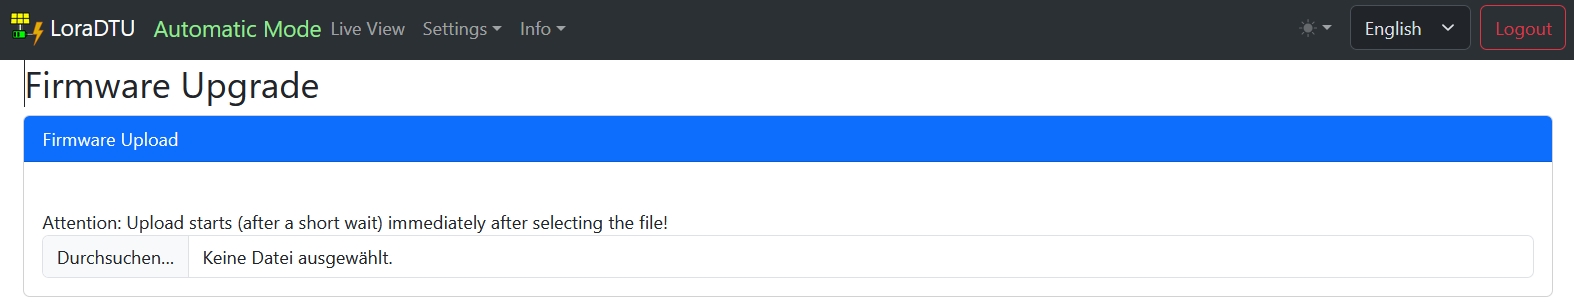 LoraDTU Automatic Mode Live View Settings Info English Logout
Firmware Upgrade
Firmware Upload
Attention: Upload starts (after a short wait) immediately after selecting the file!
Durchsuchen... Keine Datei ausgewählt.